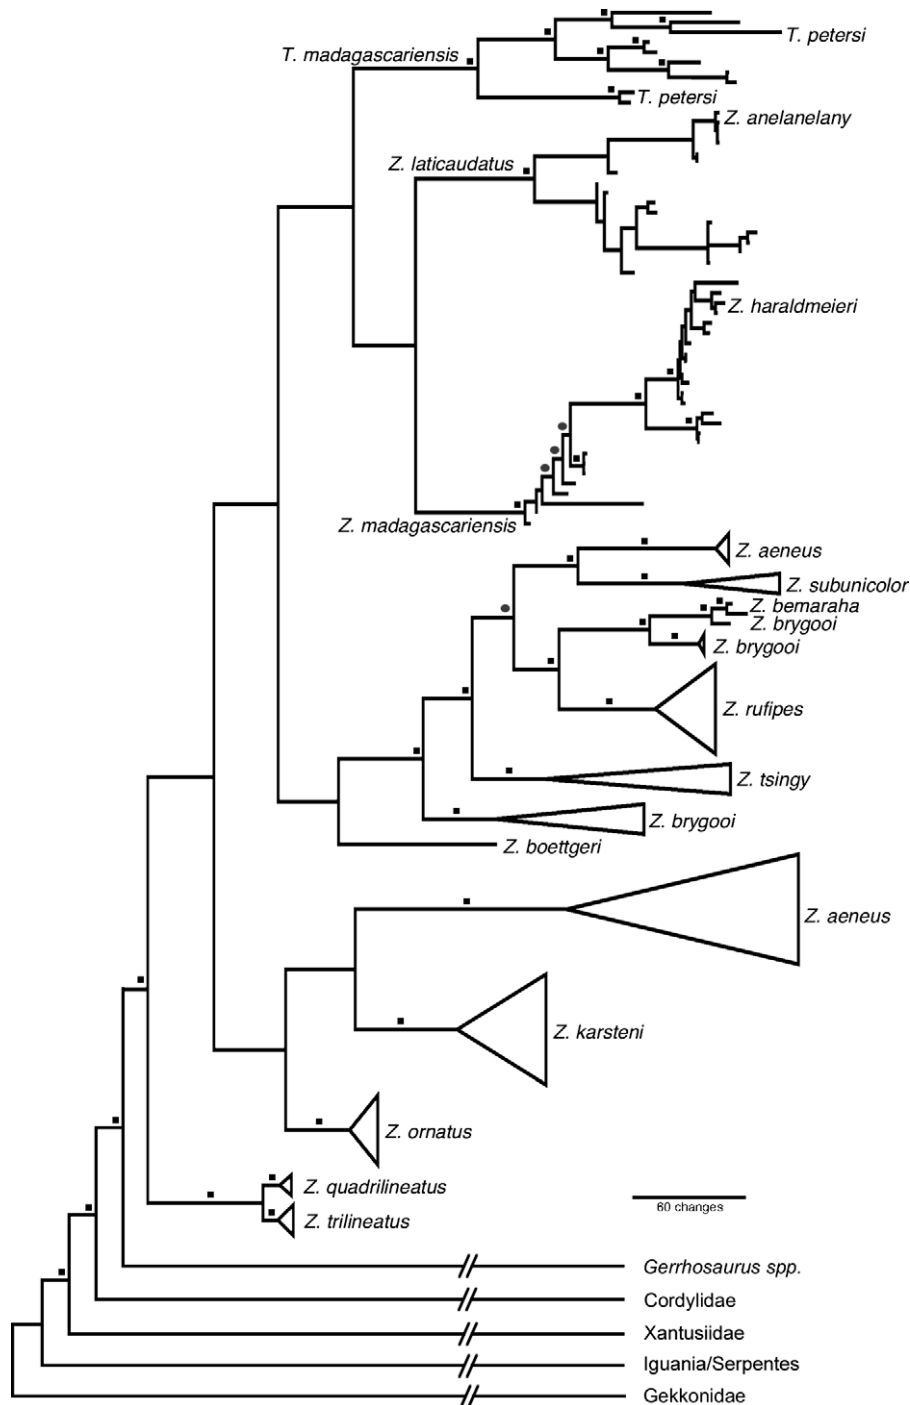 T. petersi
T. madagascariensis
T. petersi
Z. anelanelany
Z. laticaudatus
Z. haraldmeieri
Z. madagascariensis
Z. aeneus
Z. subunicolor
Z. bemaraha
Z. brygooi
Z. brygooi
Z. rufipes
Z. tsingy
Z. brygooi
Z. boettgeri
Z. aeneus
Z. karsteni
Z. ornatus
Z. quadrilineatus
60 changes
Z. trilineatus
Gerrhosaurus spp.
Cordylidae
Xantusiidae
Iguania/Serpentes
Gekkonidae